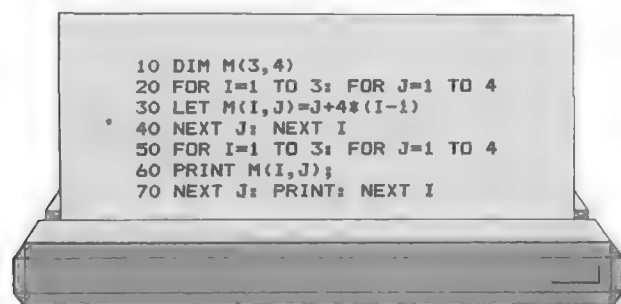 10 DIM M(3,4)
20 FOR I=1 TO 3: FOR J=1 TO 4
30 LET M(I,J)=J+4*(I-1)
40 NEXT J: NEXT I
50 FOR I=1 TO 3: FOR J=1 TO 4
60 PRINT M(I,J);
70 NEXT J: PRINT: NEXT I